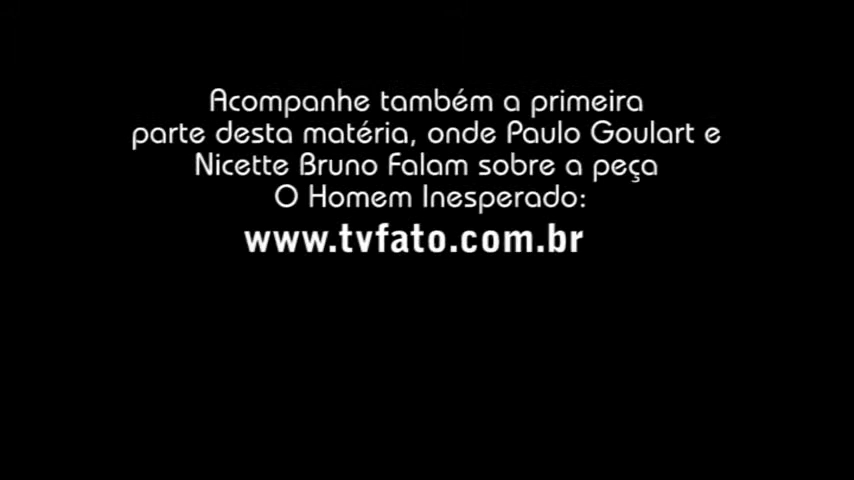 Acompanhe também a primeira
parte desta matéria, onde Paulo Goulart e
Nicette Bruno Falam sobre a peça
O Homem Inesperado:
www.tvfato.com.br